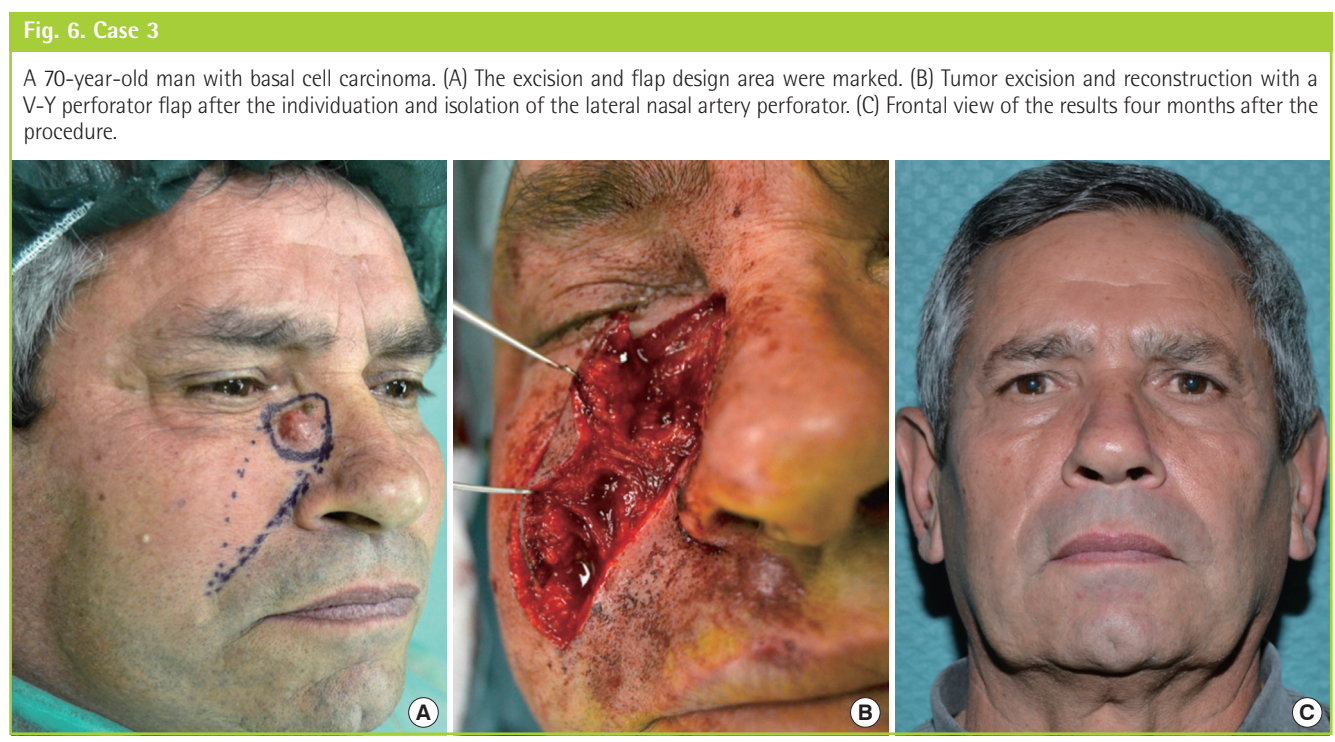 Fig. 6. Case 3
A 70-year-old man with basal cell carcinoma. (A) The excision and flap design area were marked. (B) Tumor excision and reconstruction with a
V-Y perforator flap after the individuation and isolation of the lateral nasal artery perforator. (C) Frontal view of the results four months after the
procedure.
A
B
C